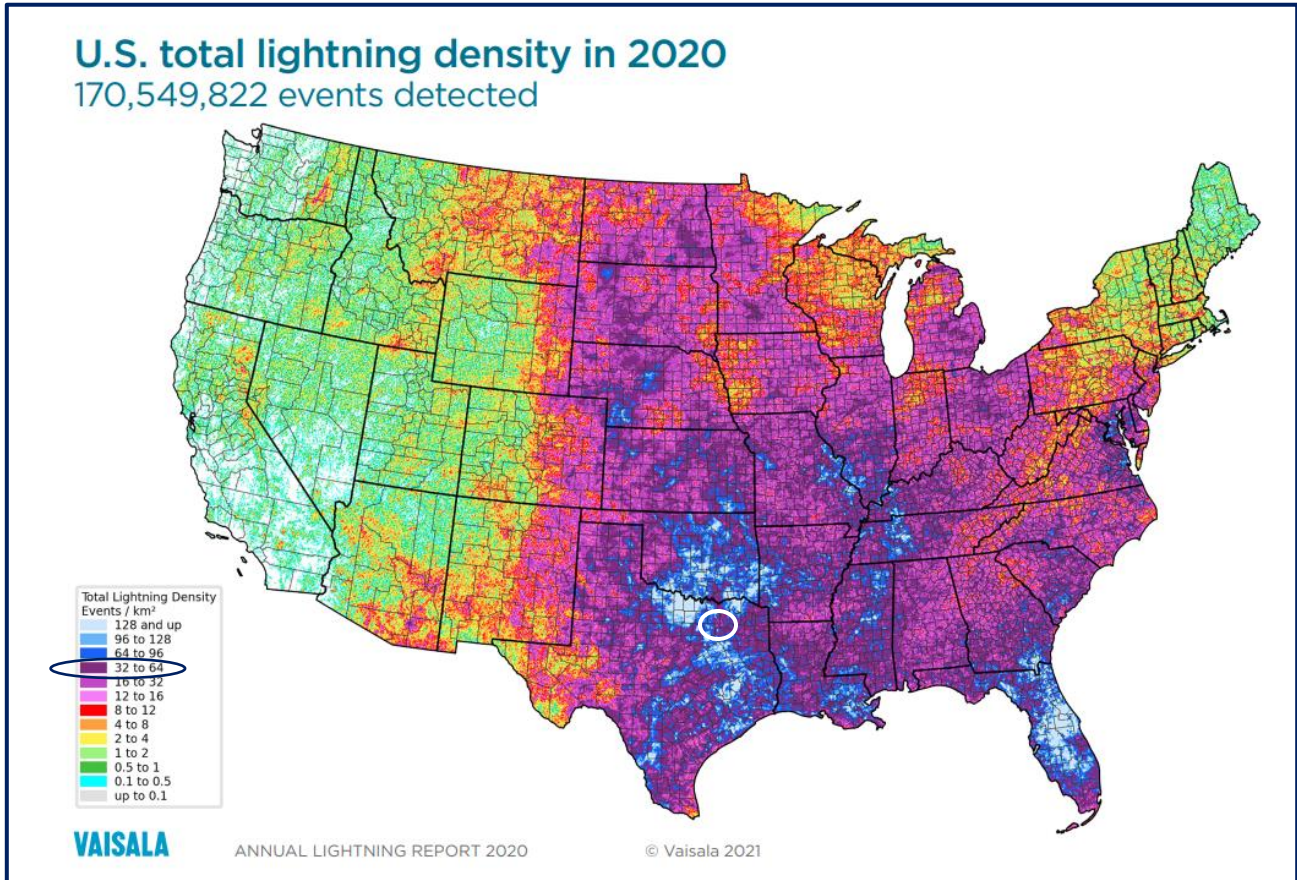 U.S. total lightning density in 2020
170,549,822 events detected
Total Lightning Density
Events / km²
128 and up
96 to 128
64 to 96
32 to 64
16 to 32
12 to 16
8 to 12
4 to 8
2 to 4
1 to 2
0.5 to 1
0.1 to 0.5
up to 0.1
VAISALA ANNUAL LIGHTNING REPORT 2020 © Vaisala 2021